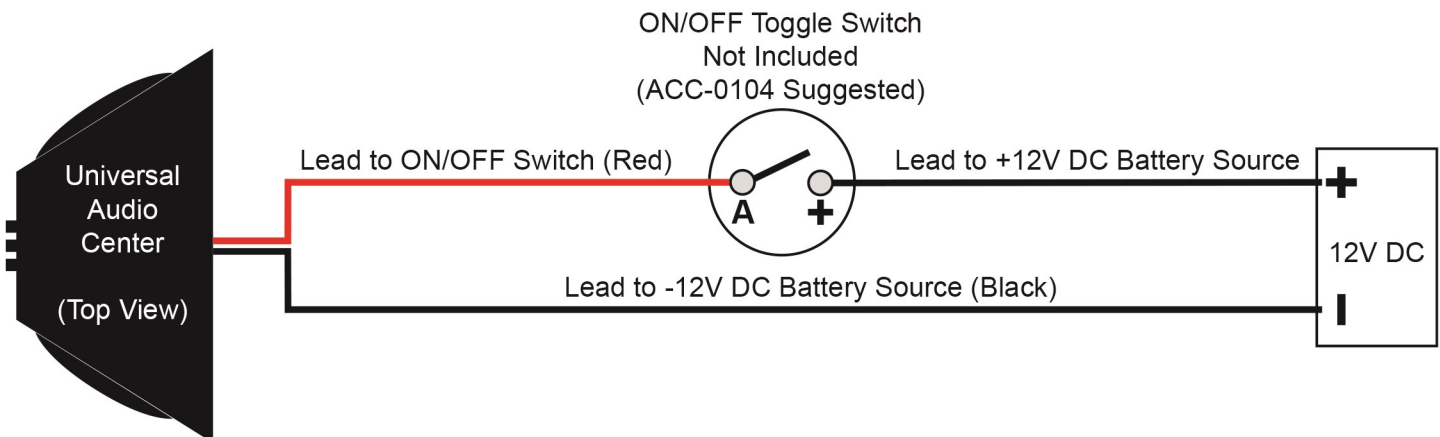 ON/OFF Toggle Switch
Not Included
(ACC-0104 Suggested)
Lead to ON/OFF Switch (Red)
Lead to +12V DC Battery Source
Universal
Audio
Center
(Top View)
A
+
+
12V DC
Lead to -12V DC Battery Source (Black)
-